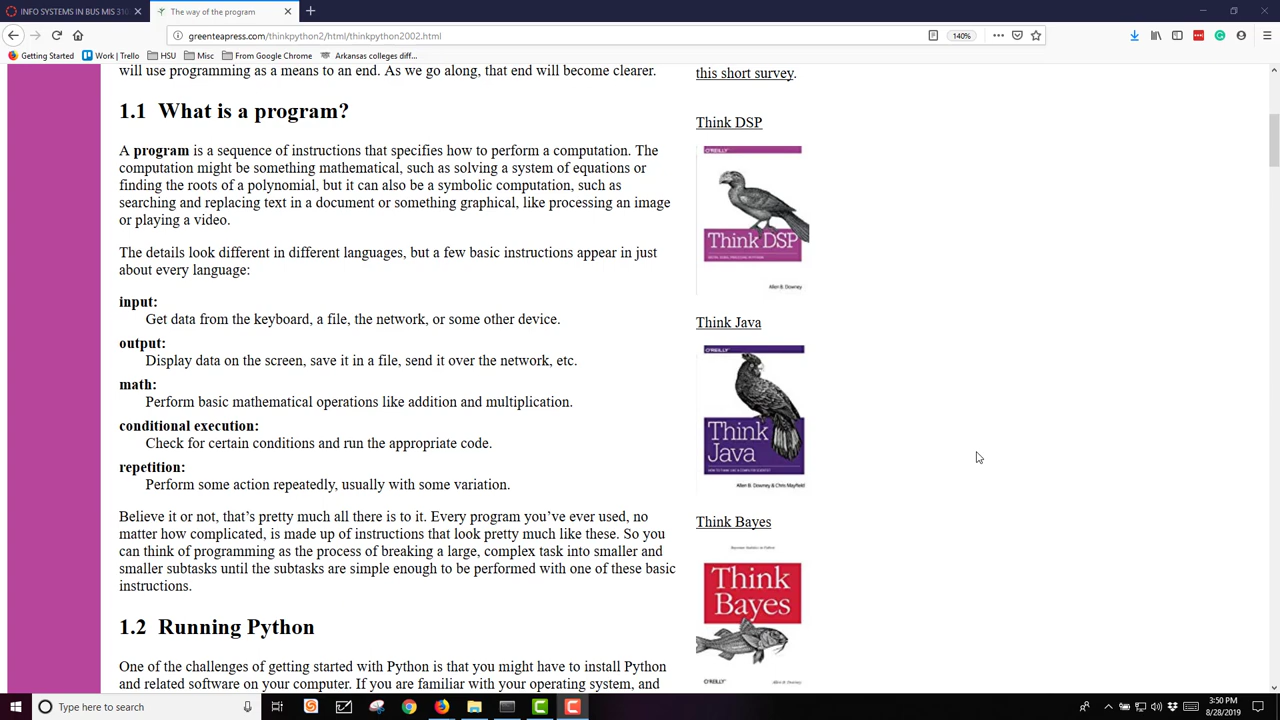 INFO SYSTEMS IN BUS MIS 310
The way of the program
greenteapress.com/thinkpython2/html/thinkpython2002.html
140%
Getting Started
Work | Trello
HSU
Misc
From Google Chrome
Arkansas colleges diff...
will use programming as a means to an end. As we go along, that end will become clearer.
this short survey.
1.1 What is a program?
A program is a sequence of instructions that specifies how to perform a computation. The
computation might be something mathematical, such as solving a system of equations or
finding the roots of a polynomial, but it can also be a symbolic computation, such as
searching and replacing text in a document or something graphical, like processing an image
or playing a video.
The details look different in different languages, but a few basic instructions appear in just
about every language:
input:
Get data from the keyboard, a file, the network, or some other device.
output:
Display data on the screen, save it in a file, send it over the network, etc.
math:
Perform basic mathematical operations like addition and multiplication.
conditional execution:
Check for certain conditions and run the appropriate code.
repetition:
Perform some action repeatedly, usually with some variation.
Believe it or not, that's pretty much all there is to it. Every program you've ever used, no
matter how complicated, is made up of instructions that look pretty much like these. So you
can think of programming as the process of breaking a large, complex task into smaller and
smaller subtasks until the subtasks are simple enough to be performed with one of these basic
instructions.
1.2 Running Python
One of the challenges of getting started with Python is that you might have to install Python
and related software on your computer. If you are familiar with your operating system, and
Think DSP
O'REILLY
Think DSP
Allen B. Downey
Think Java
O'REILLY
Think
Java
Allen B. Downey & Chris Mayfield
Think Bayes
Think
Bayes
O'REILLY
Allen B. Downey
Type here to search
3:50 PM
8/28/2019